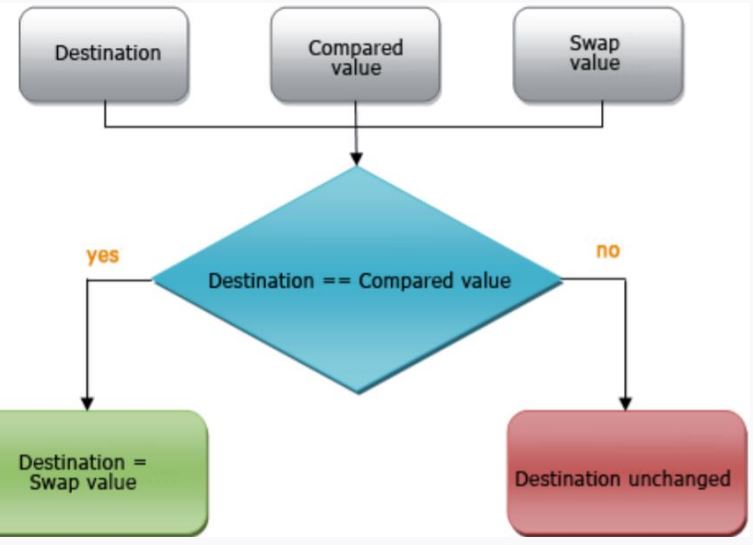 Destination
Compared
value
Swap
value
yes
no
Destination == Compared value
Destination =
Swap value
Destination unchanged